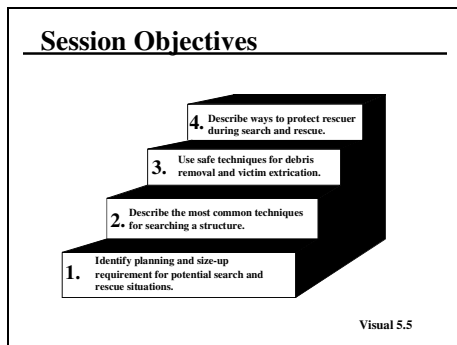 Session Objectives
4. Describe ways to protect rescuer
during search and rescue.
3. Use safe techniques for debris
removal and victim extrication.
2. Describe the most common techniques
for searching a structure.
1. Identify planning and size-up
requirement for potential search and
rescue situations.
Visual 5.5